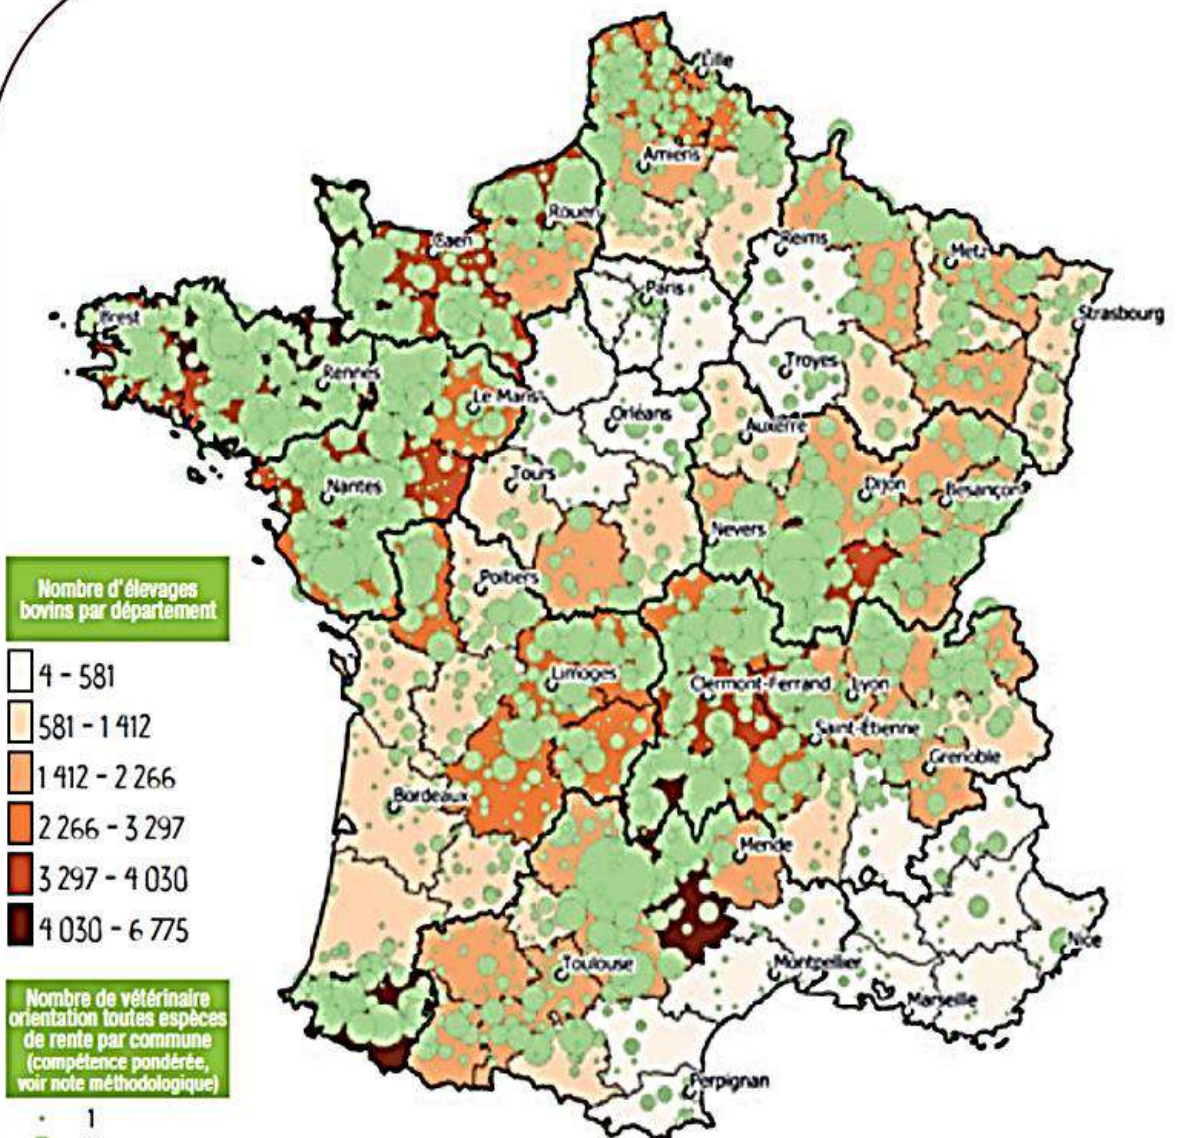 Lille
Amiens
Rouen
Caen
Reims
Metz
Paris
Strasbourg
Brest
Rennes
Troyes
Le Mans
Orléans
Auxerre
Tours
Nantes
Dijon
Besançon
Nevers
Poitiers
Limoges
Clermont-Ferrand
Lyon
Saint-Étienne
Grenoble
Bordeaux
Mende
Toulouse
Montpellier
Nice
Marseille
Perpignan
Nombre d'élevages
bovins par département
4 - 581
581 - 1 412
1 412 - 2 266
2 266 - 3 297
3 297 - 4 030
4 030 - 6 775
Nombre de vétérinaire
orientation toutes espèces
de rente par commune
(compétence pondérée,
voir note méthodologique)
1